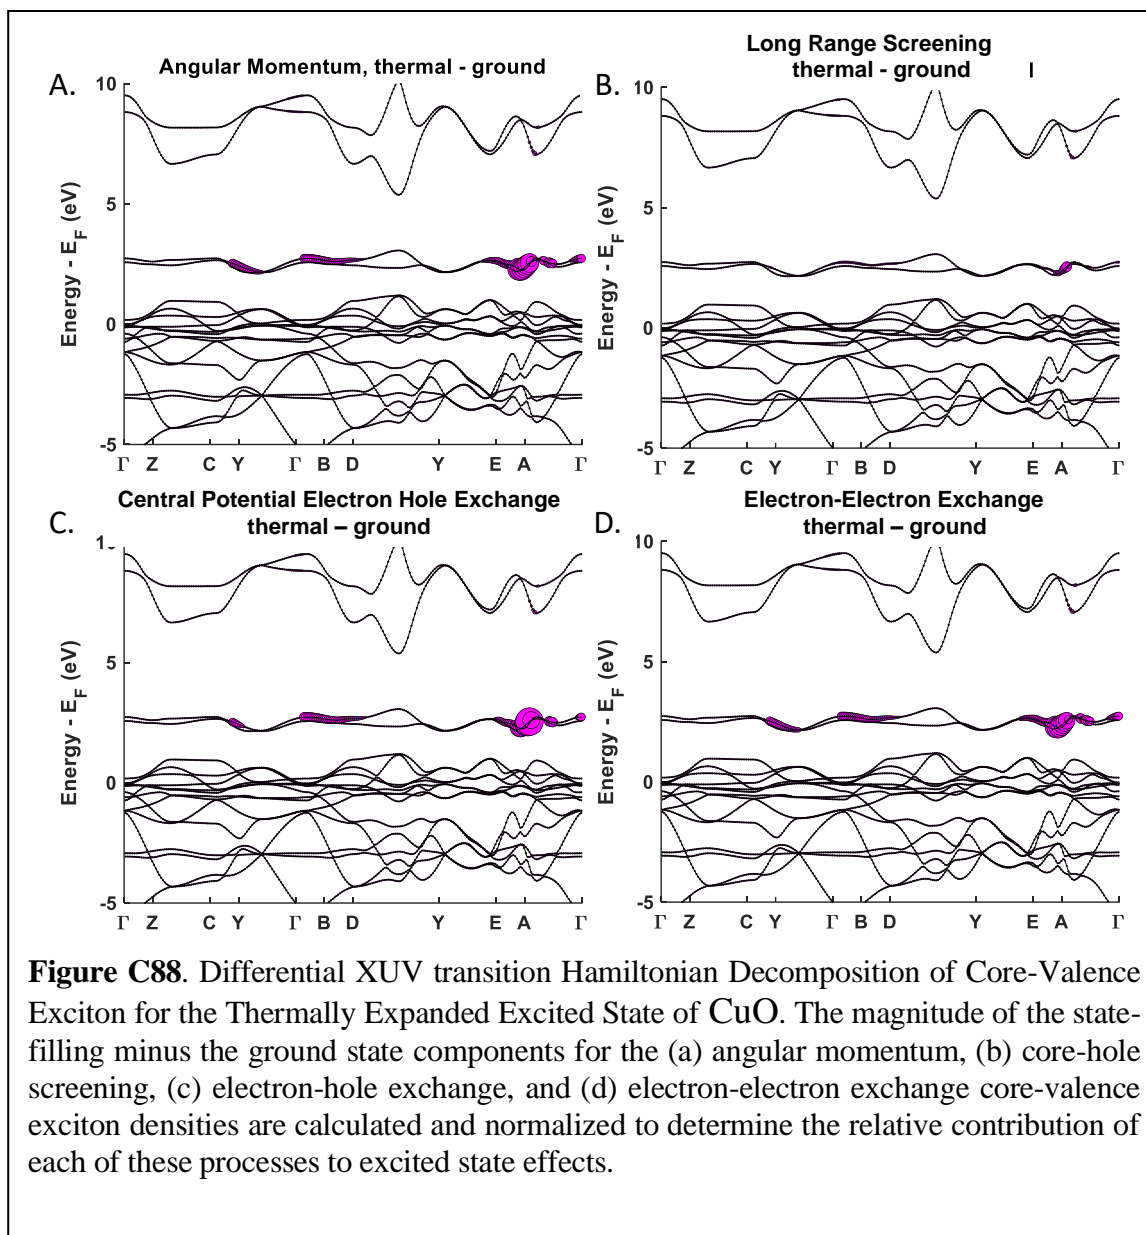 A.
Angular Momentum, thermal - ground
10
5
0
-5
Energy - E_F (eV)
Γ Z C Y Γ B D Y E A Γ
B.
Long Range Screening
thermal - ground
I
10
5
0
-5
Energy - E_F (eV)
Γ Z C Y Γ B D Y E A Γ
C.
Central Potential Electron Hole Exchange
thermal – ground
5
0
-5
Energy - E_F (eV)
Γ Z C Y Γ B D Y E A Γ
D.
Electron-Electron Exchange
thermal – ground
10
5
0
-5
Energy - E_F (eV)
Γ Z C Y Γ B D Y E A Γ
Figure C88. Differential XUV transition Hamiltonian Decomposition of Core-Valence
Exciton for the Thermally Expanded Excited State of CuO. The magnitude of the state-
filling minus the ground state components for the (a) angular momentum, (b) core-hole
screening, (c) electron-hole exchange, and (d) electron-electron exchange core-valence
exciton densities are calculated and normalized to determine the relative contribution of
each of these processes to excited state effects.